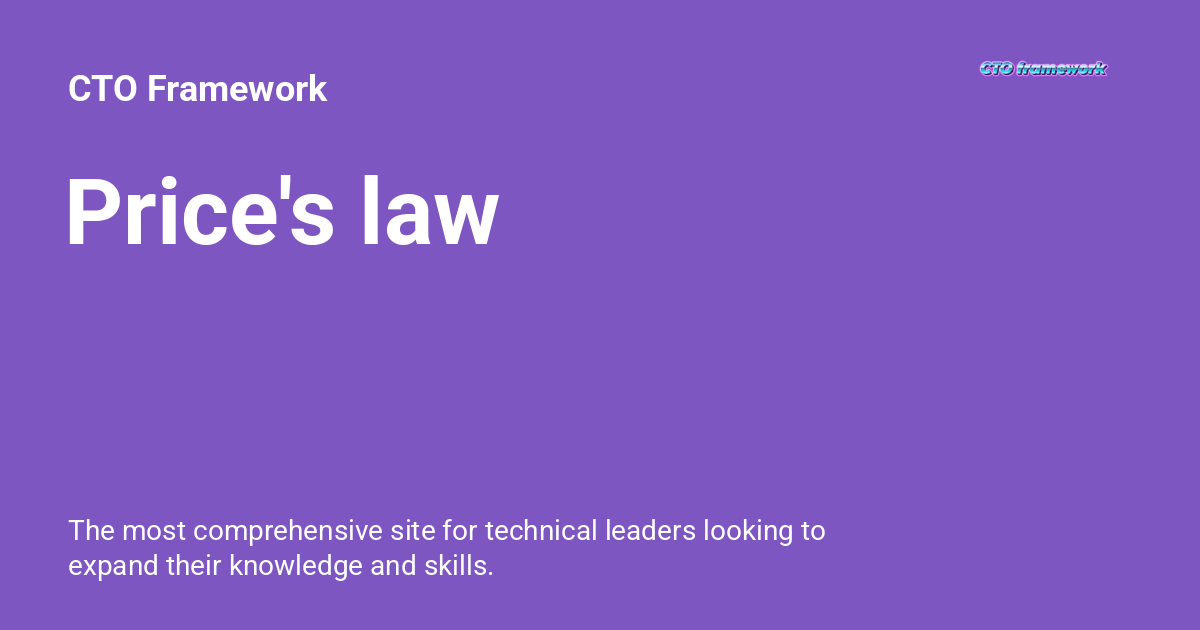 CTO Framework
CTO framework
Price's law
The most comprehensive site for technical leaders looking to
expand their knowledge and skills.